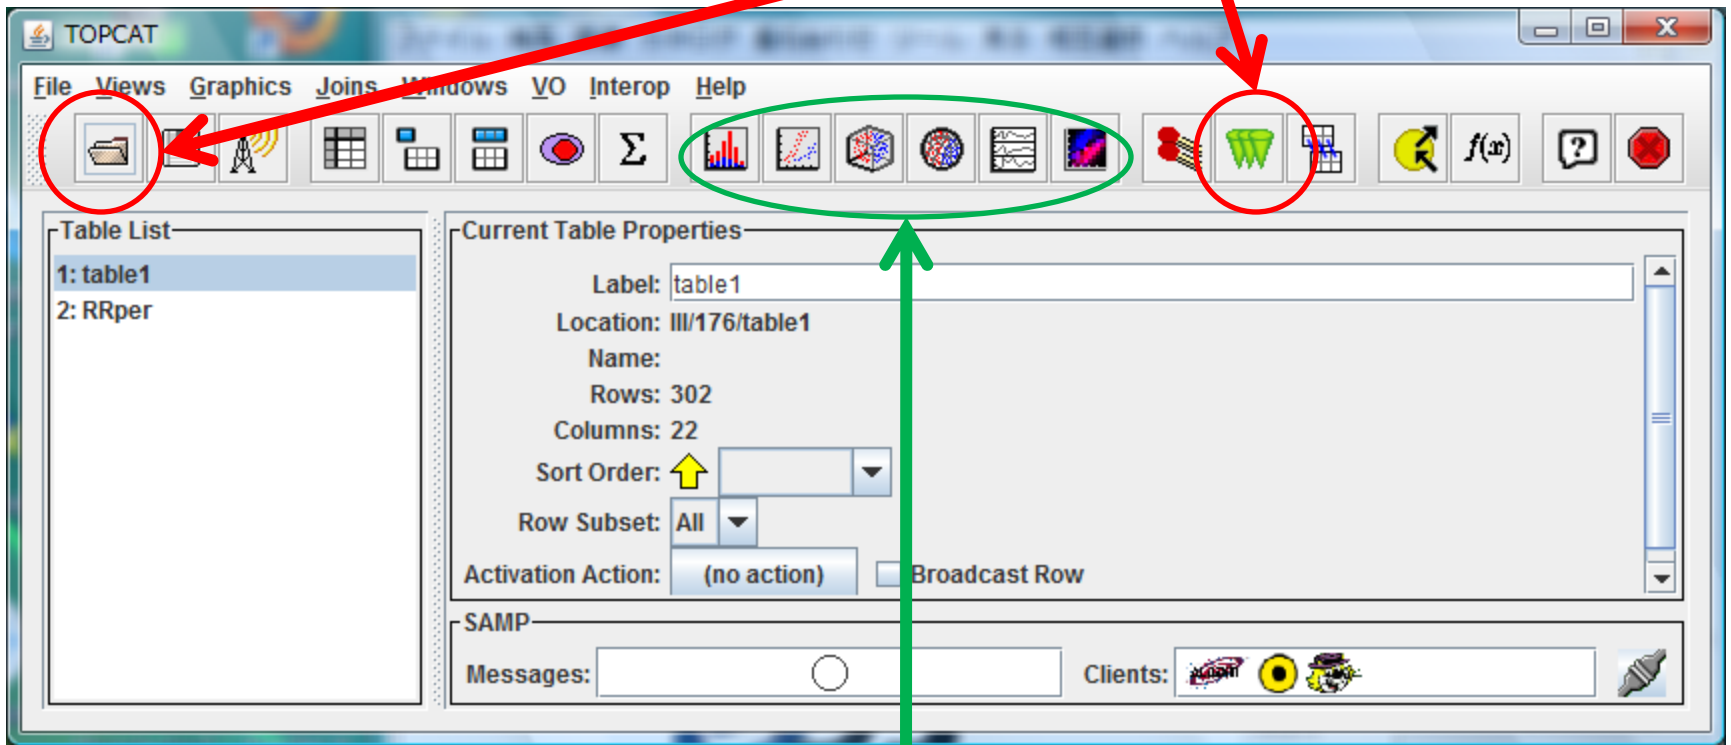 TOPCAT
File Views Graphics Joins Windows VO Interop Help
Σ f(x) ?
Table List
1: table1
2: RRper
Current Table Properties
Label: table1
Location: III/176/table1
Name:
Rows: 302
Columns: 22
Sort Order:
Row Subset: All
Activation Action: (no action) Broadcast Row
SAMP
Messages: Clients: